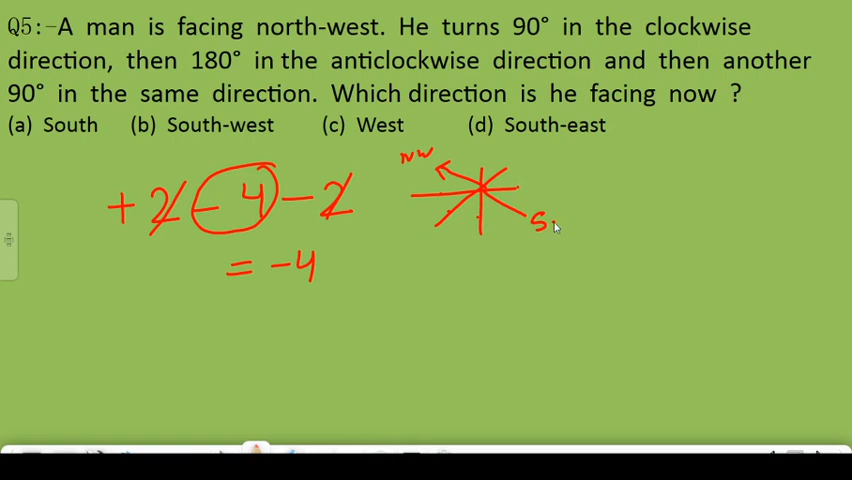 Q5:-A man is facing north-west. He turns 90° in the clockwise
direction, then 180° in the anticlockwise direction and then another
90° in the same direction. Which direction is he facing now ?
(a) South (b) South-west (c) West (d) South-east
NW
+2-4-2
S.
= -4